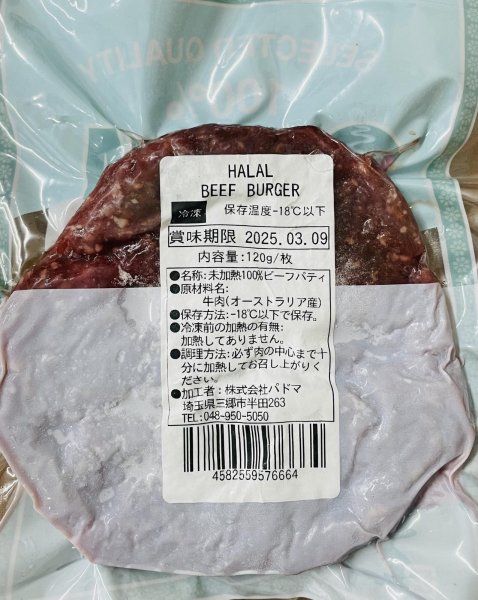 SELECTED QUALITY
100%
HALAL
BEEF BURGER
冷凍 保存温度-18℃以下
賞味期限 2025.03.09
内容量:120g/枚
●名称:未加熱100%ビーフパティ
●原材料名:
牛肉(オーストラリア産)
●保存方法:-18℃以下で保存。
●冷凍前の加熱の有無:
加熱してありません。
●調理方法:必ず肉の中心まで十
分に加熱してお召し上がりく
ださい。
●加工者:株式会社パドマ
埼玉県三郷市半田263
TEL:048-950-5050
4582559576664